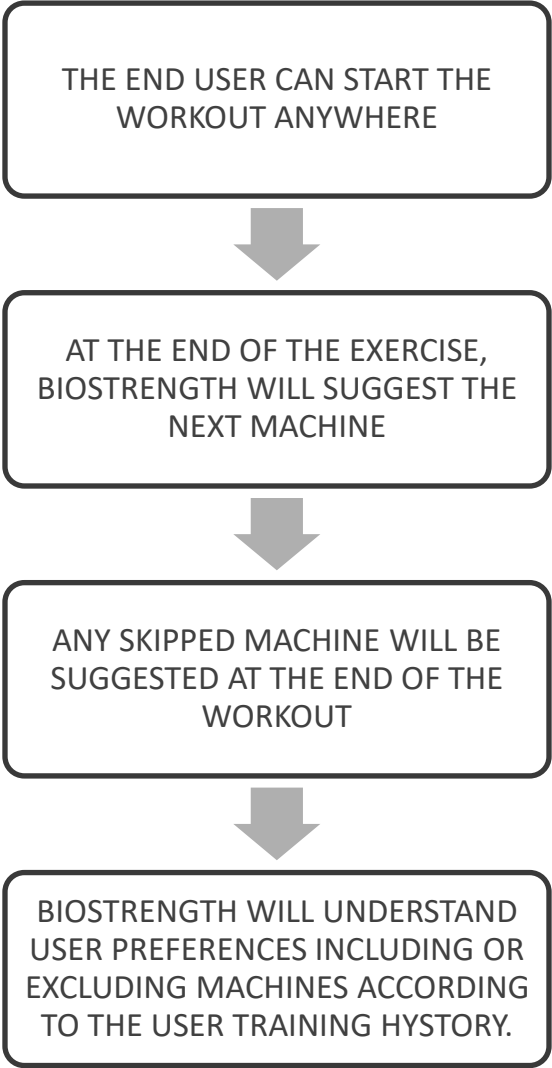 THE END USER CAN START THE
WORKOUT ANYWHERE
AT THE END OF THE EXERCISE,
BIOSTRENGTH WILL SUGGEST THE
NEXT MACHINE
ANY SKIPPED MACHINE WILL BE
SUGGESTED AT THE END OF THE
WORKOUT
BIOSTRENGTH WILL UNDERSTAND
USER PREFERENCES INCLUDING OR
EXCLUDING MACHINES ACCORDING
TO THE USER TRAINING HYSTORY.